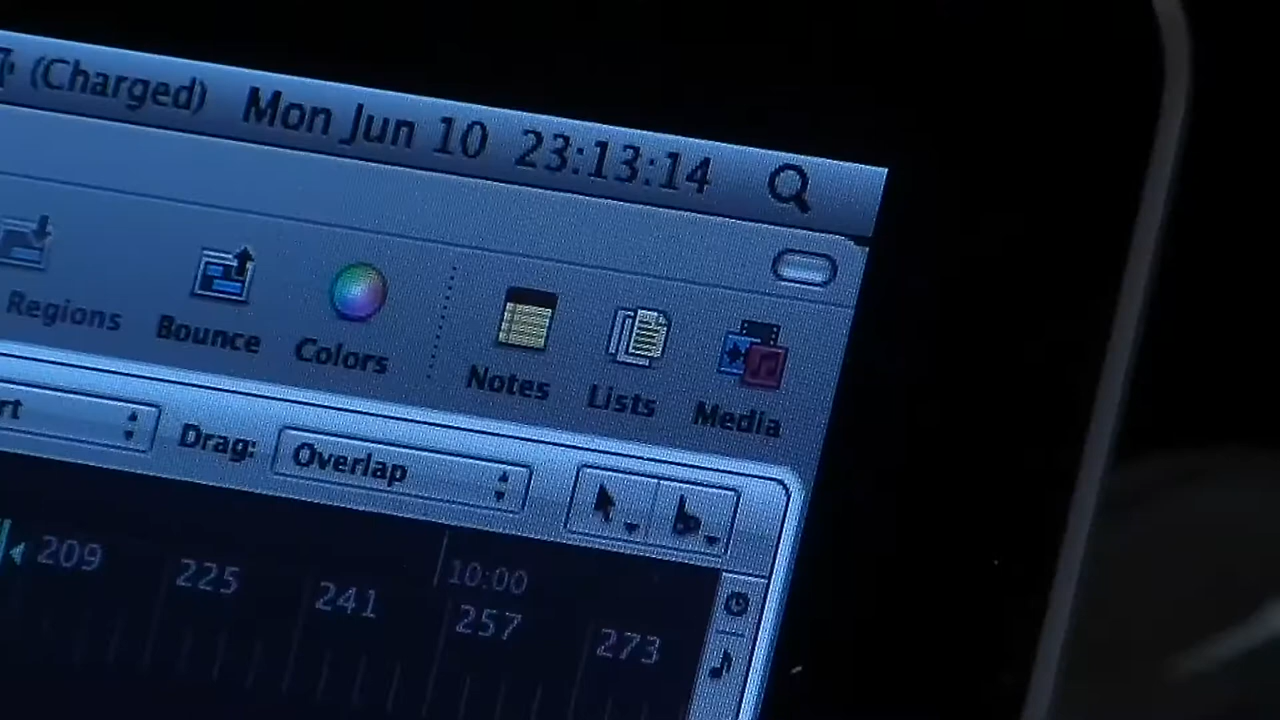 (Charged) Mon Jun 10 23:13:14
Regions Bounce Colors Notes Lists Media
Drag: Overlap
10:00
209 225 241 257 273